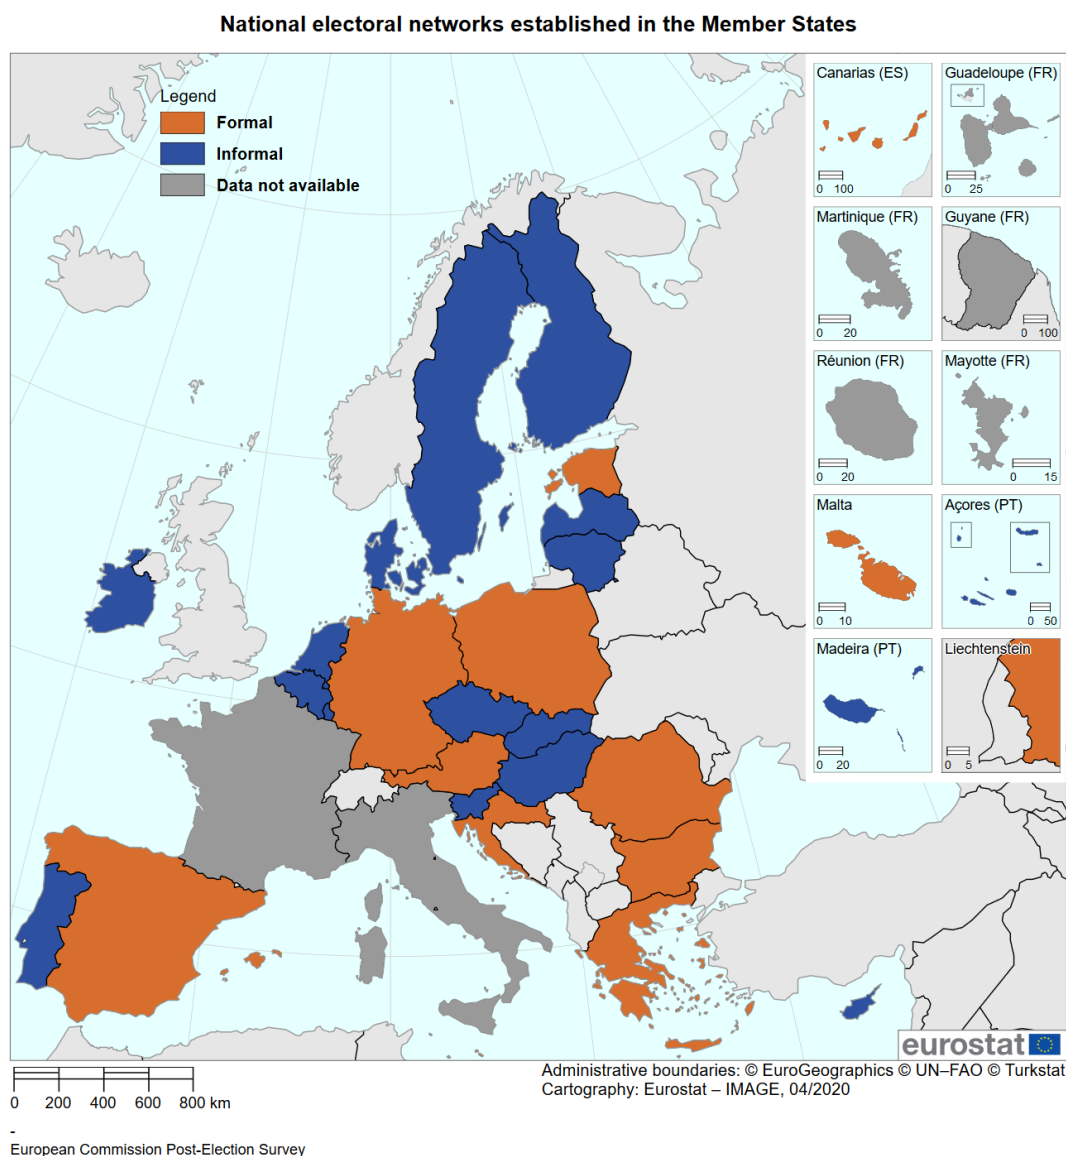 National electoral networks established in the Member States
Legend
Formal
Informal
Data not available
Canarias (ES)
0 100
Guadeloupe (FR)
0 25
Martinique (FR)
0 20
Guyane (FR)
0 100
Réunion (FR)
0 20
Mayotte (FR)
0 15
Malta
0 10
Açores (PT)
0 50
Madeira (PT)
0 20
Liechtenstein
0 5
eurostat
Administrative boundaries: © EuroGeographics © UN–FAO © Turkstat
Cartography: Eurostat – IMAGE, 04/2020
0 200 400 600 800 km
-
European Commission Post-Election Survey